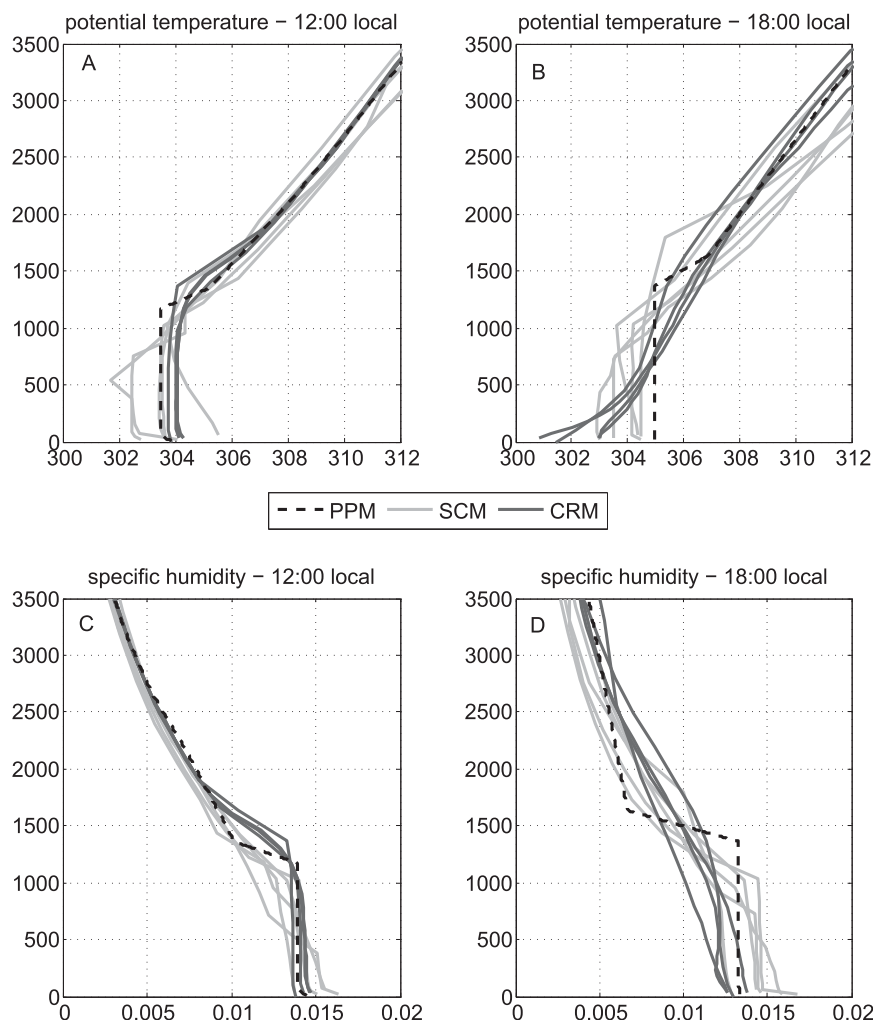 potential temperature − 12:00 local
potential temperature − 18:00 local
A
3500
3000
2500
2000
1500
1000
500
0
300 302 304 306 308 310 312
B
3500
3000
2500
2000
1500
1000
500
0
300 302 304 306 308 310 312
PPM SCM CRM
specific humidity − 12:00 local
specific humidity − 18:00 local
C
3500
3000
2500
2000
1500
1000
500
0
0 0.005 0.01 0.015 0.02
D
3500
3000
2500
2000
1500
1000
500
0
0 0.005 0.01 0.015 0.02